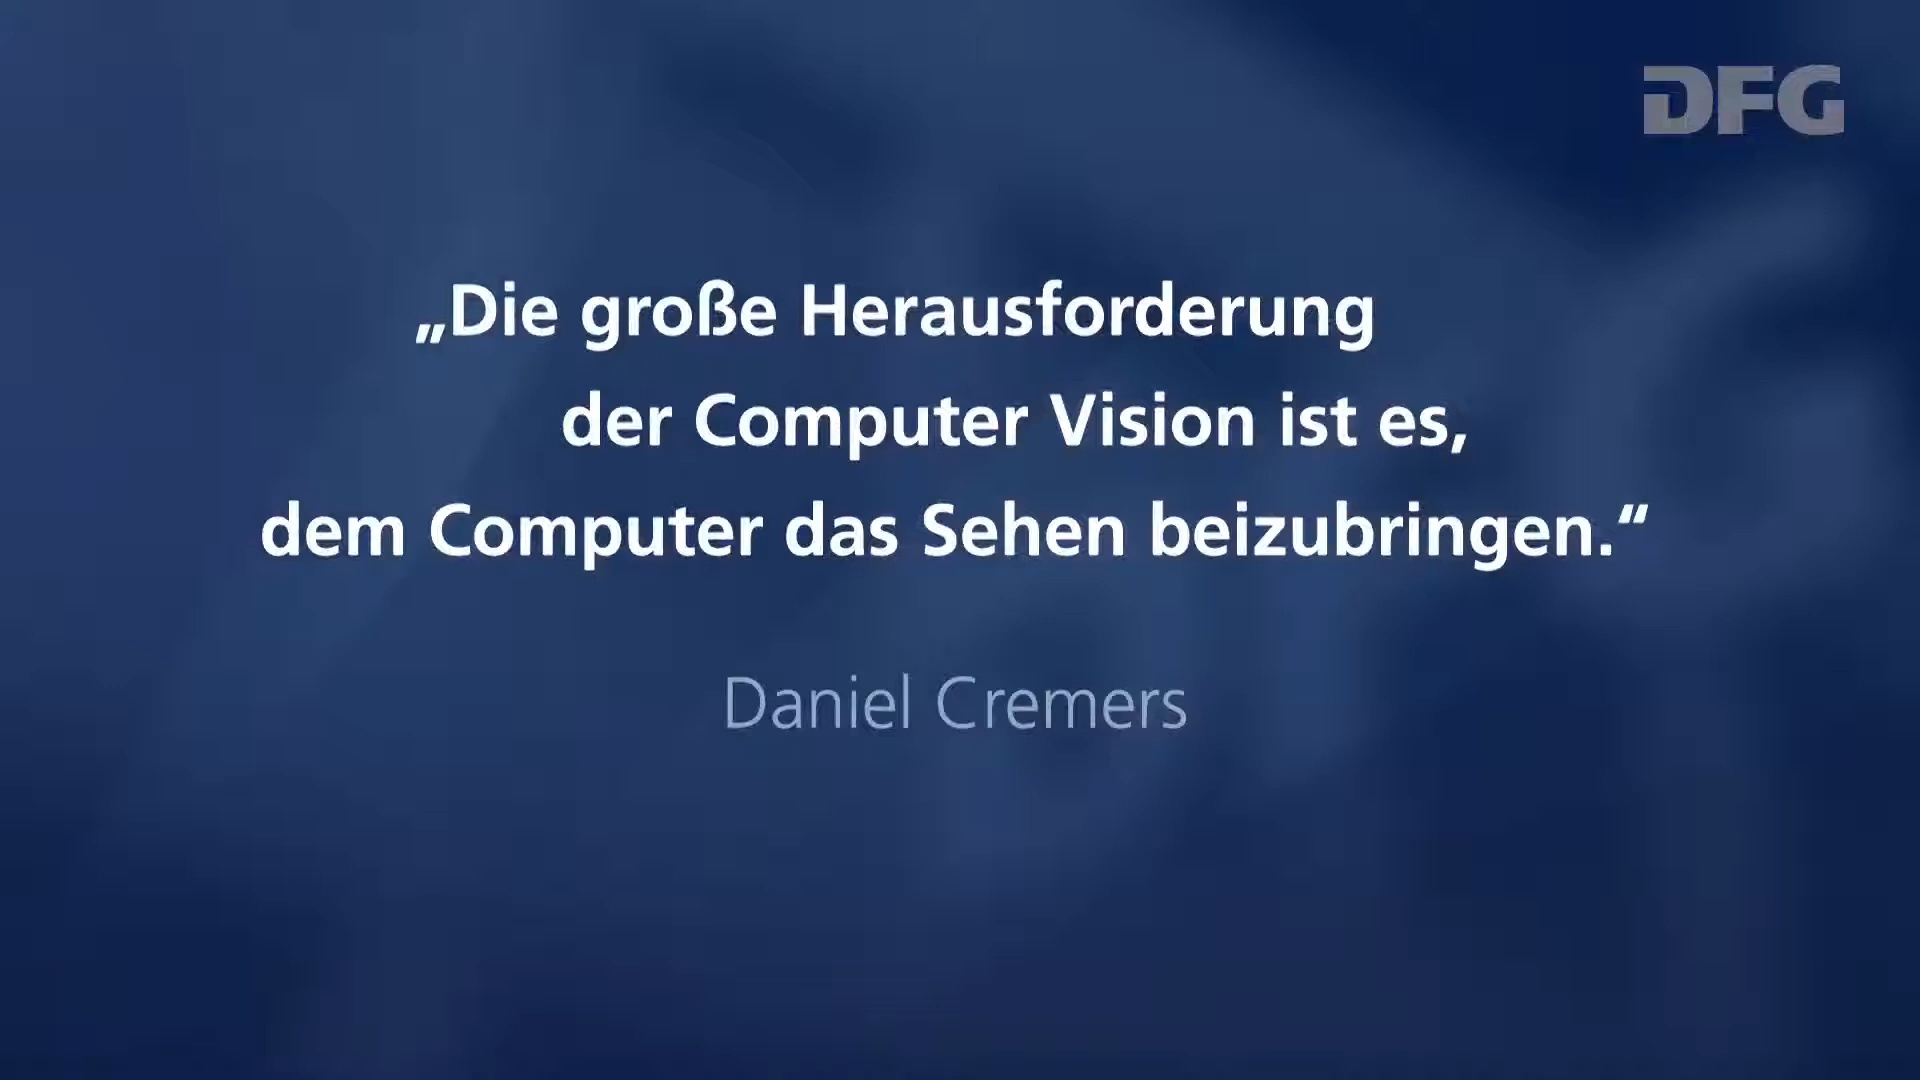 DFG
„Die große Herausforderung
der Computer Vision ist es,
dem Computer das Sehen beizubringen.“
Daniel Cremers